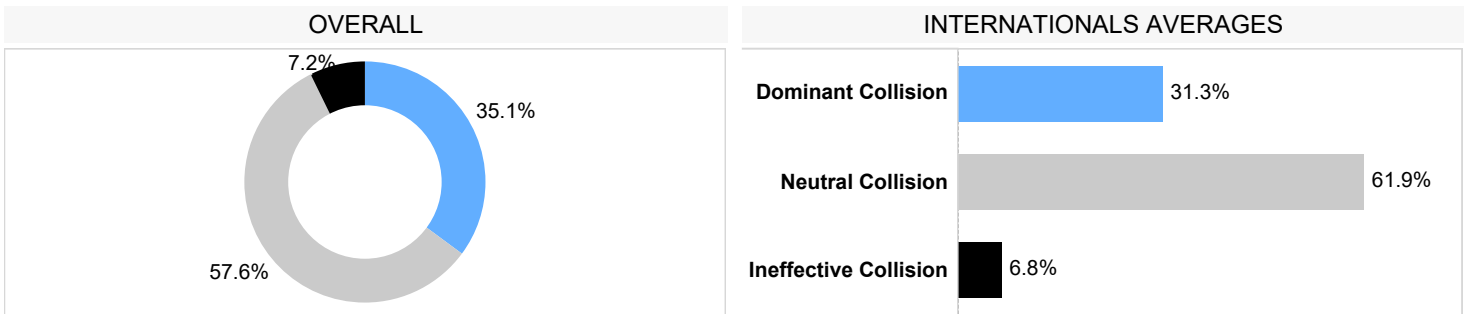 OVERALL
7.2%
35.1%
57.6%
INTERNATIONALS AVERAGES
Dominant Collision 31.3%
Neutral Collision 61.9%
Ineffective Collision 6.8%